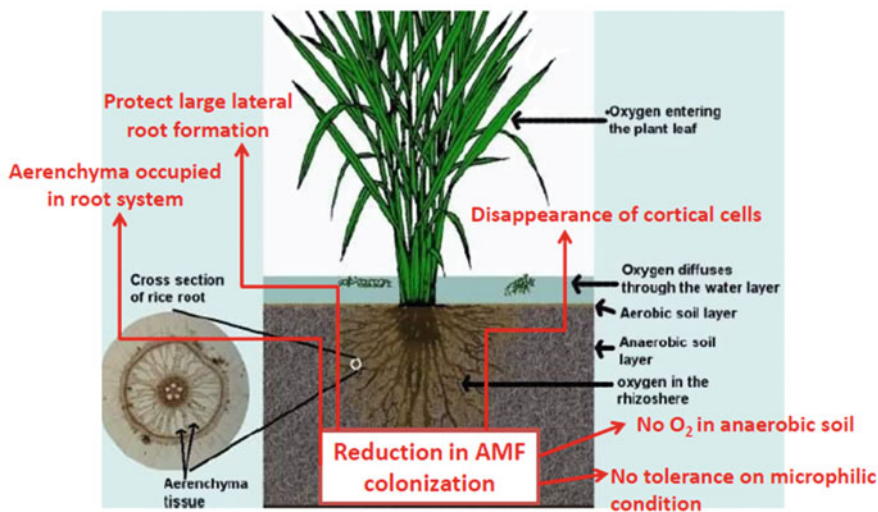 Protect large lateral
root formation
Aerenchyma occupied
in root system
Disappearance of cortical cells
•Oxygen entering
the plant leaf
Cross section
of rice root
Oxygen diffuses
through the water layer
Aerobic soil layer
Anaerobic soil
layer
oxygen in the
rhizoshere
Aerenchyma
tissue
Reduction in AMF
colonization
No O₂ in anaerobic soil
No tolerance on microphilic
condition